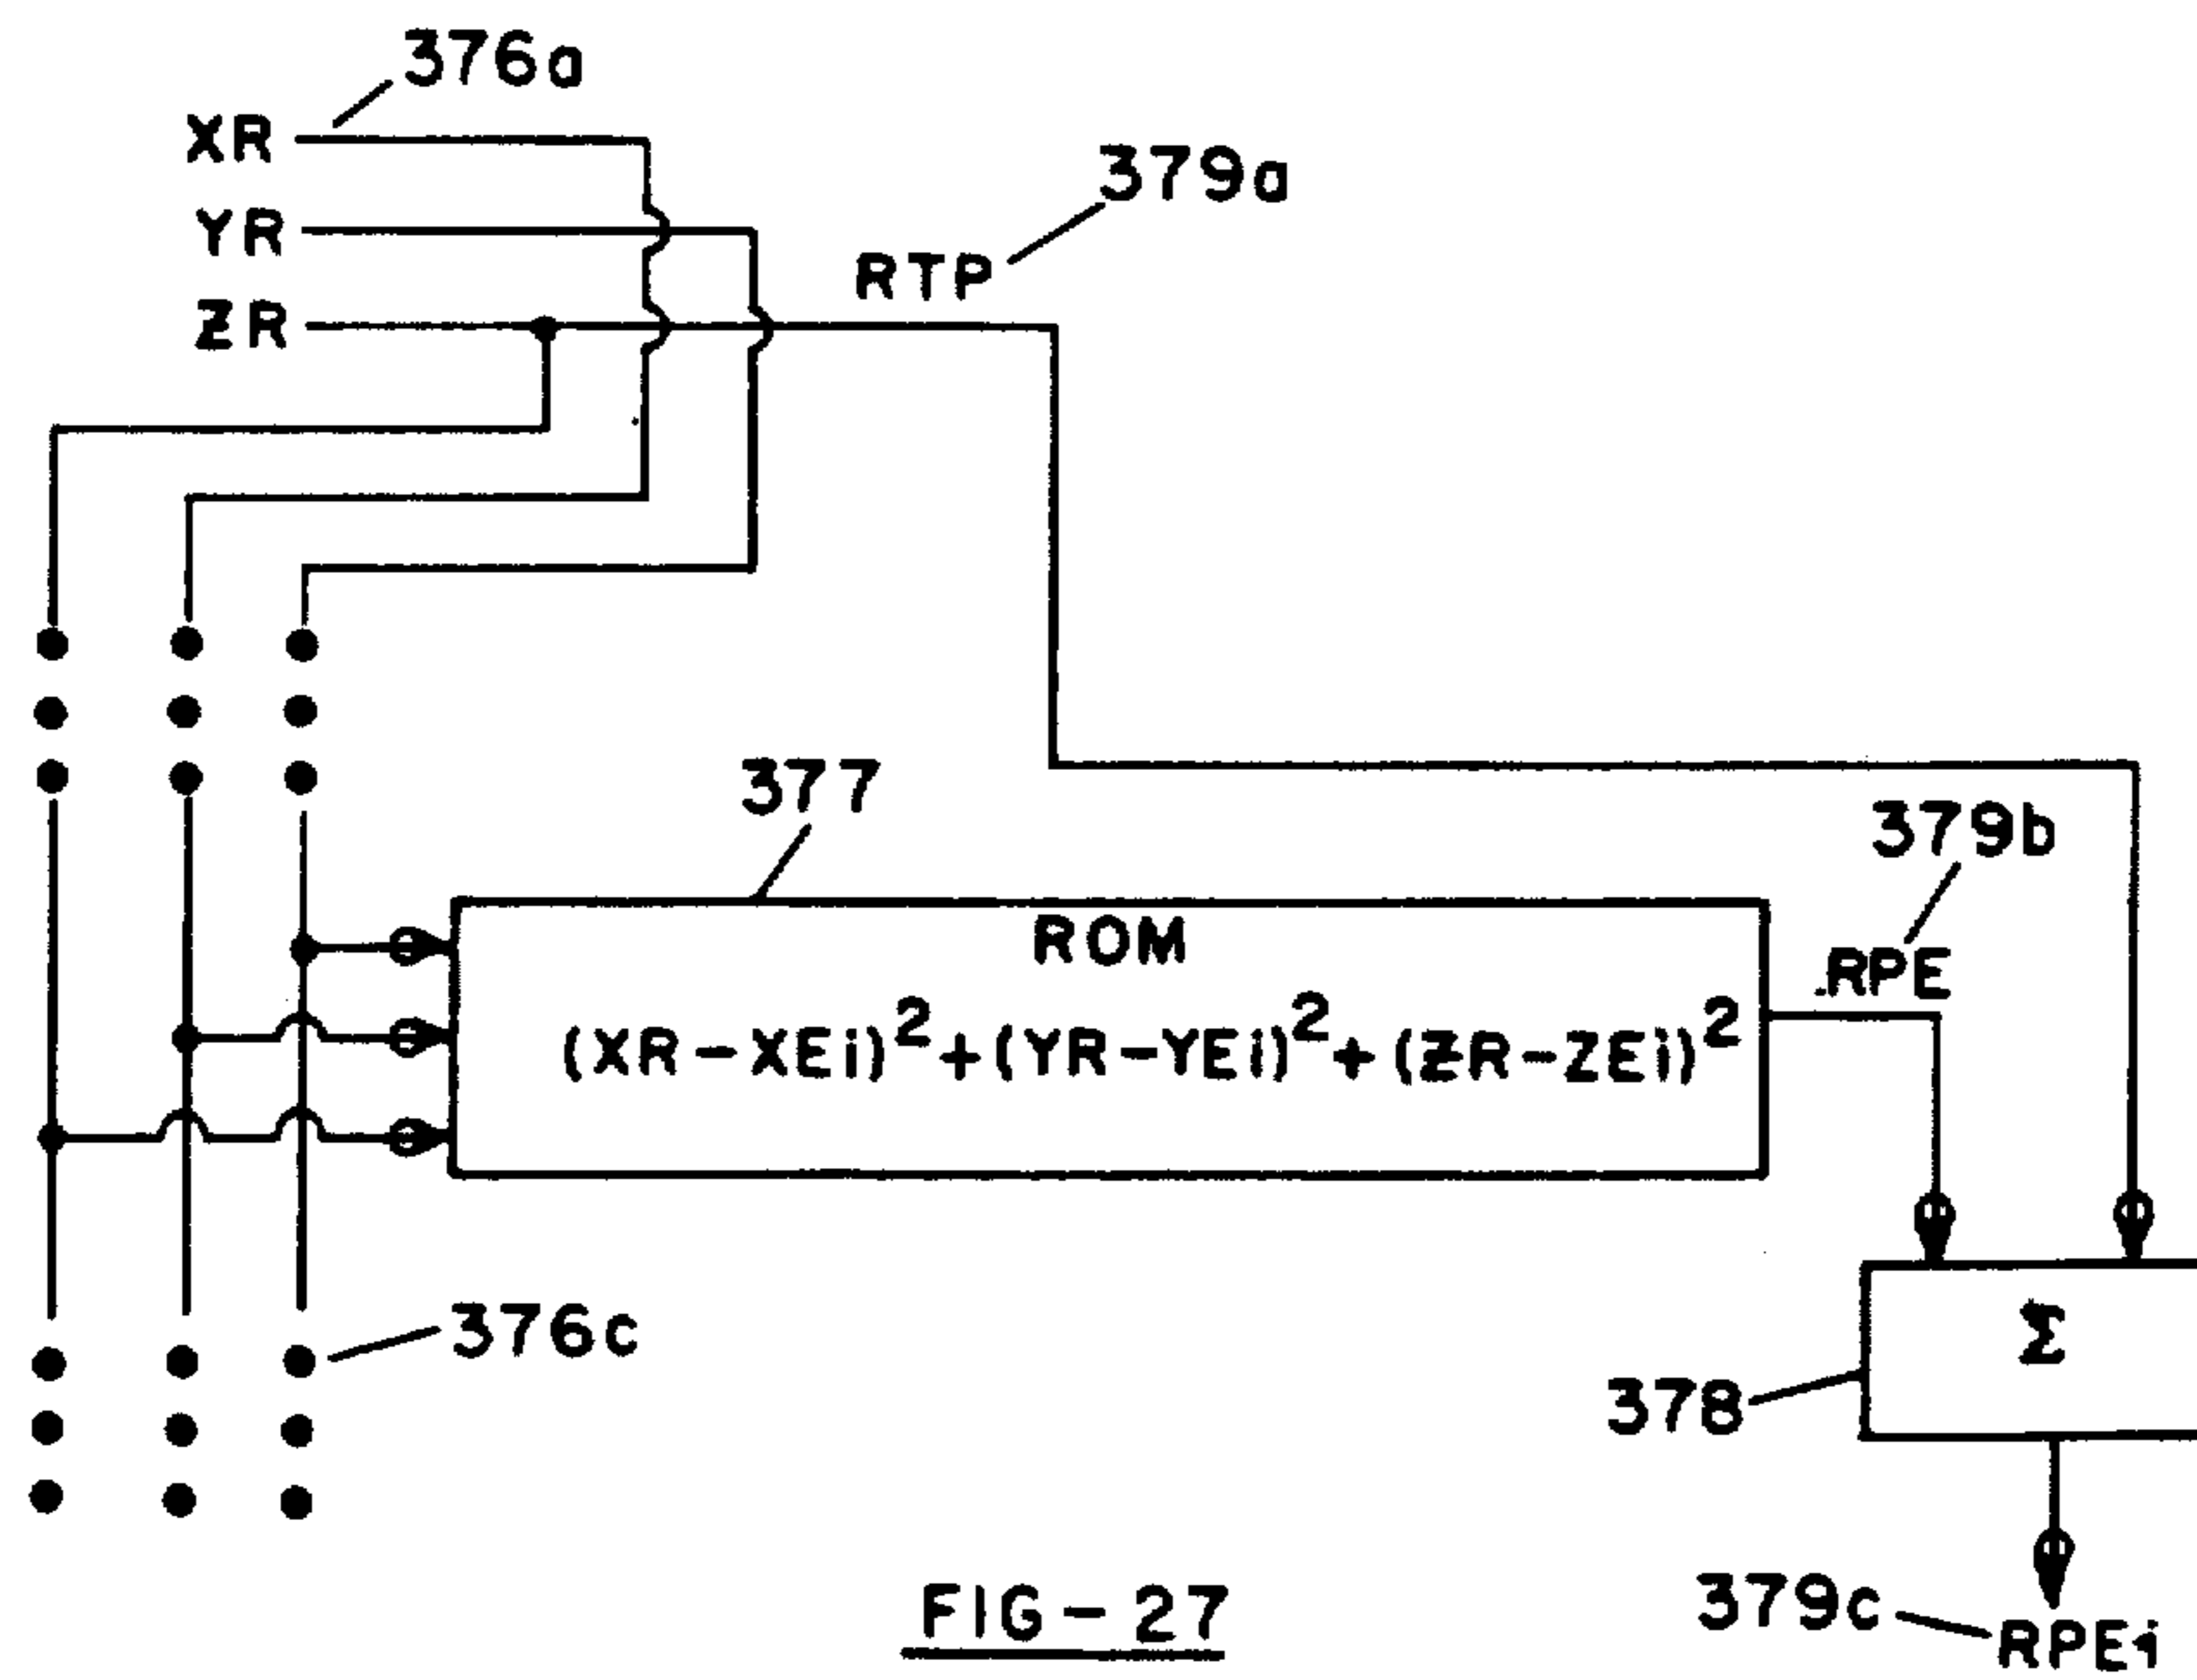 376a
XR
379a
YR
RTP
ZR
377
379b
ROM
RPE
(XR-XEi)²+(YR-YEi)²+(ZR-ZEi)²
376c
Σ
378
379c
RPEi
FIG-27